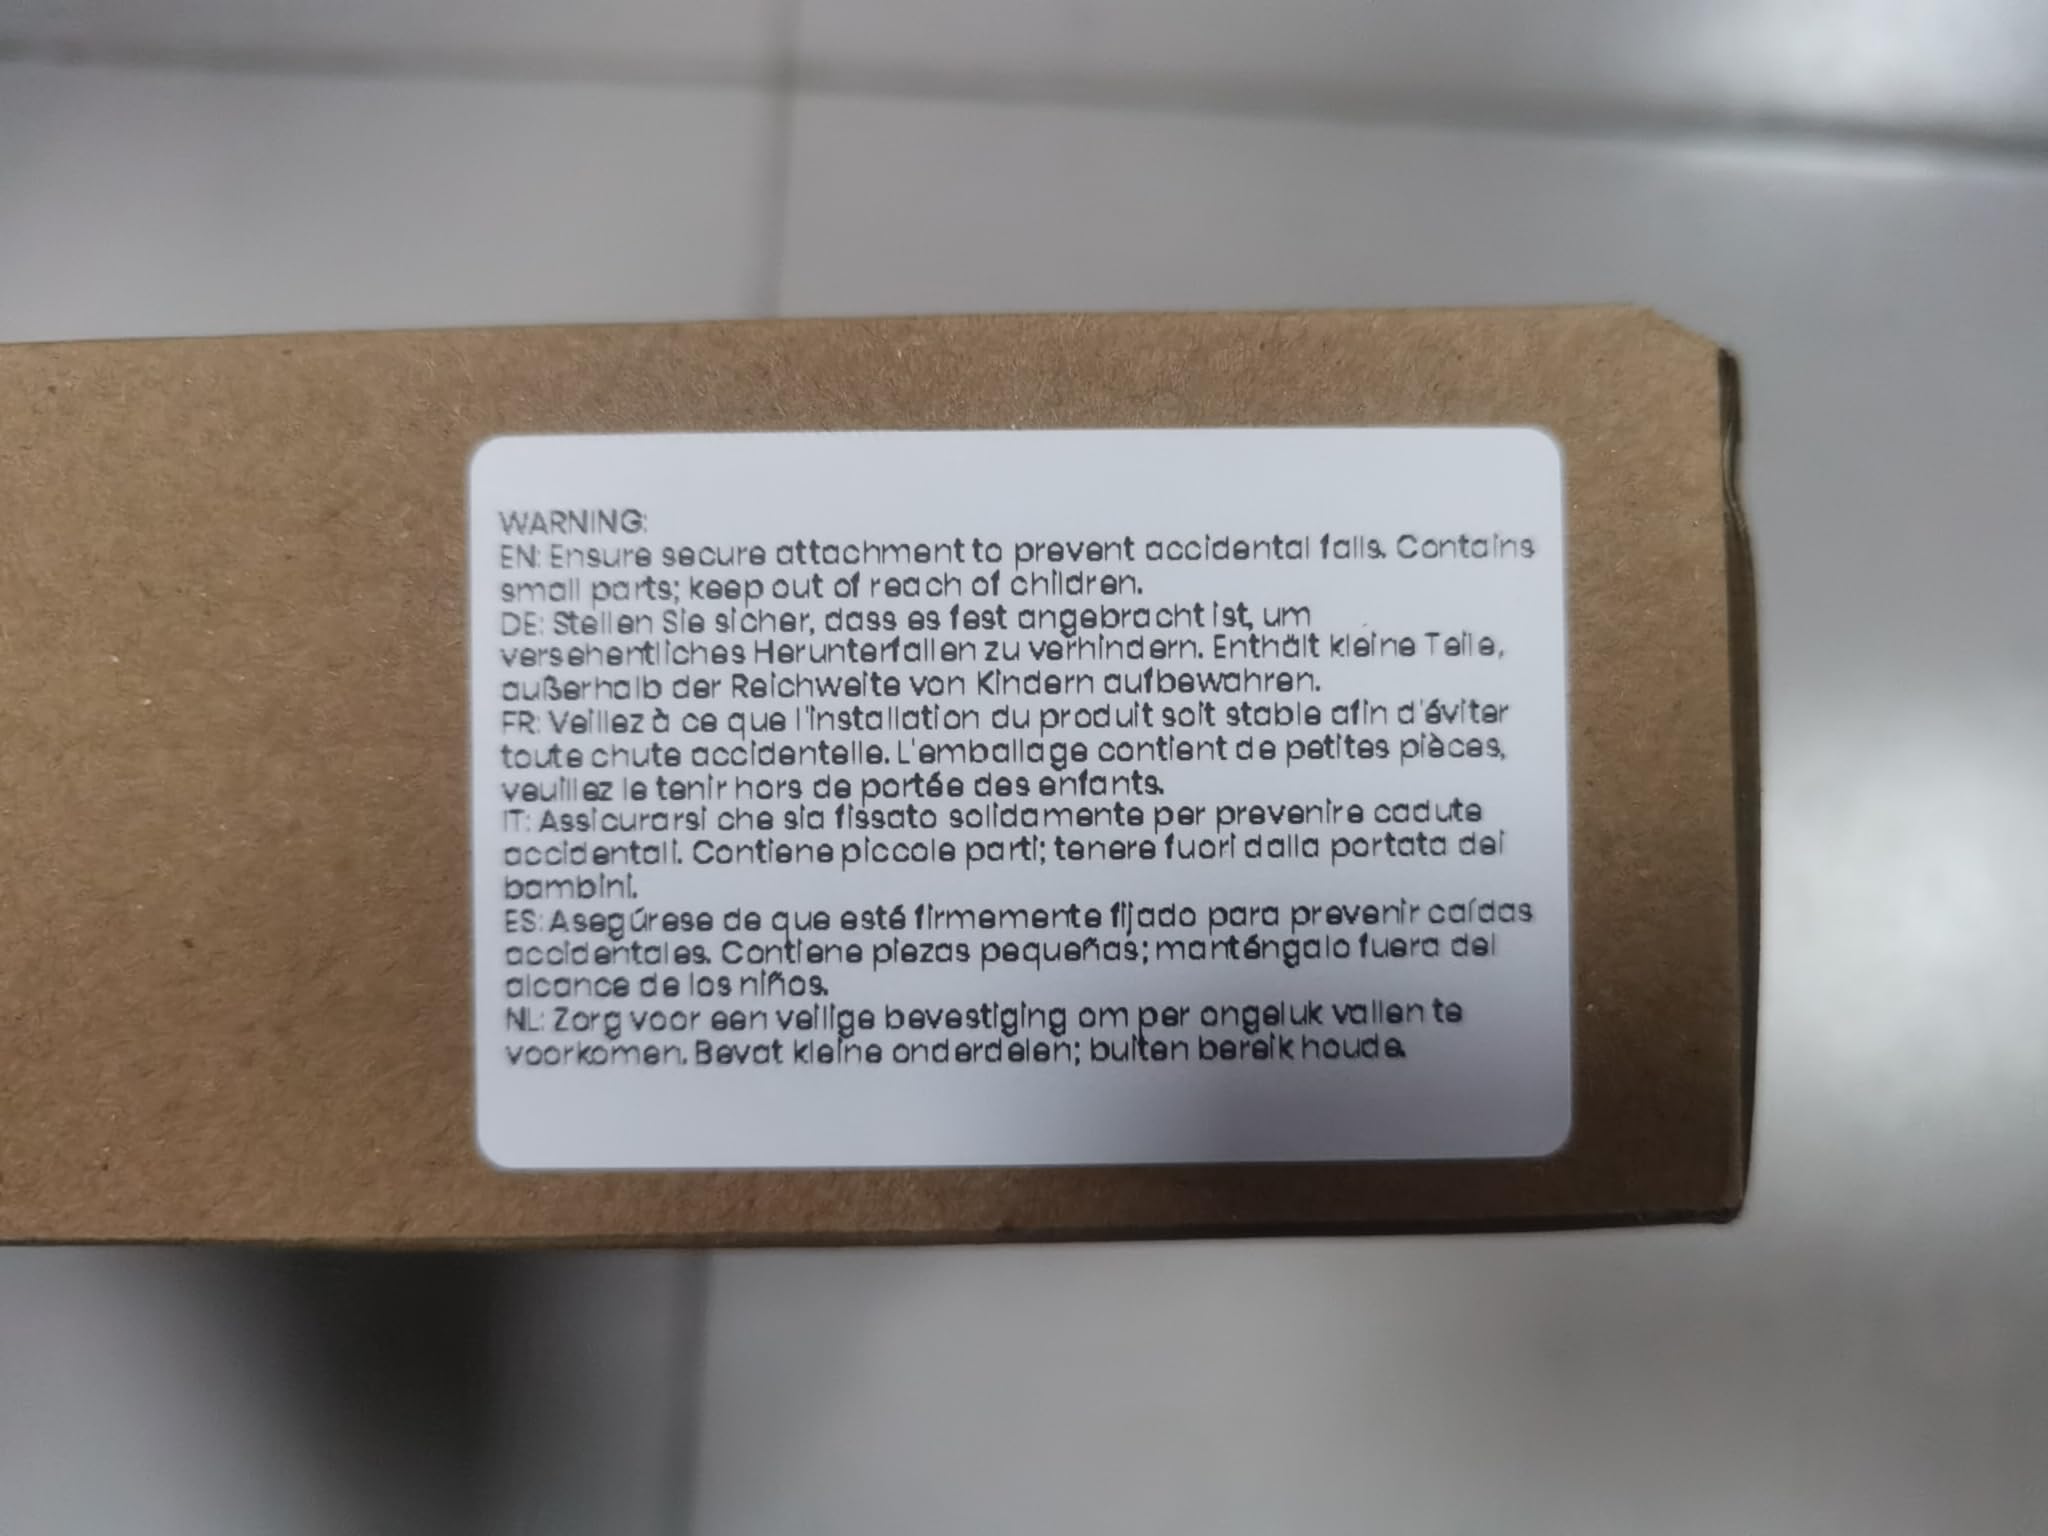 WARNING:
EN: Ensure secure attachment to prevent accidental falls. Contains
small parts; keep out of reach of children.
DE: Stellen Sie sicher, dass es fest angebracht ist, um
versehentliches Herunterfallen zu verhindern. Enthält kleine Teile,
außerhalb der Reichweite von Kindern aufbewahren.
FR: Veillez à ce que l'installation du produit soit stable afin d'éviter
toute chute accidentelle. L'emballage contient de petites pièces,
veuillez le tenir hors de portée des enfants.
IT: Assicurarsi che sia fissato solidamente per prevenire cadute
accidentali. Contiene piccole parti; tenere fuori dalla portata dei
bambini.
ES: Asegúrese de que esté firmemente fijado para prevenir caídas
accidentales. Contiene piezas pequeñas; manténgalo fuera del
alcance de los niños.
NL: Zorg voor een veilige bevestiging om per ongeluk vallen te
voorkomen. Bevat kleine onderdelen; buiten bereik houde.